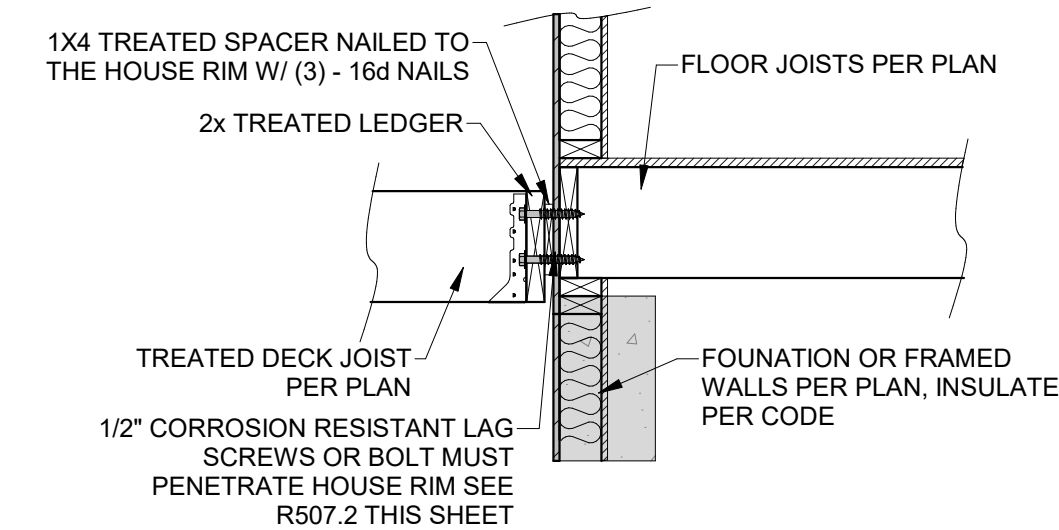 1X4 TREATED SPACER NAILED TO
THE HOUSE RIM W/ (3) - 16d NAILS
2x TREATED LEDGER
FLOOR JOISTS PER PLAN
TREATED DECK JOIST
PER PLAN
1/2" CORROSION RESISTANT LAG
SCREWS OR BOLT MUST
PENETRATE HOUSE RIM SEE
R507.2 THIS SHEET
FOUNATION OR FRAMED
WALLS PER PLAN, INSULATE
PER CODE